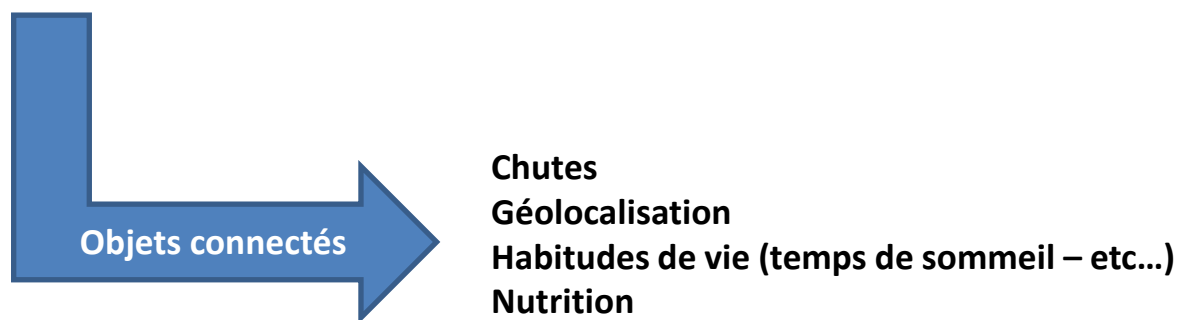 Objets connectés
Chutes
Géolocalisation
Habitudes de vie (temps de sommeil – etc…)
Nutrition